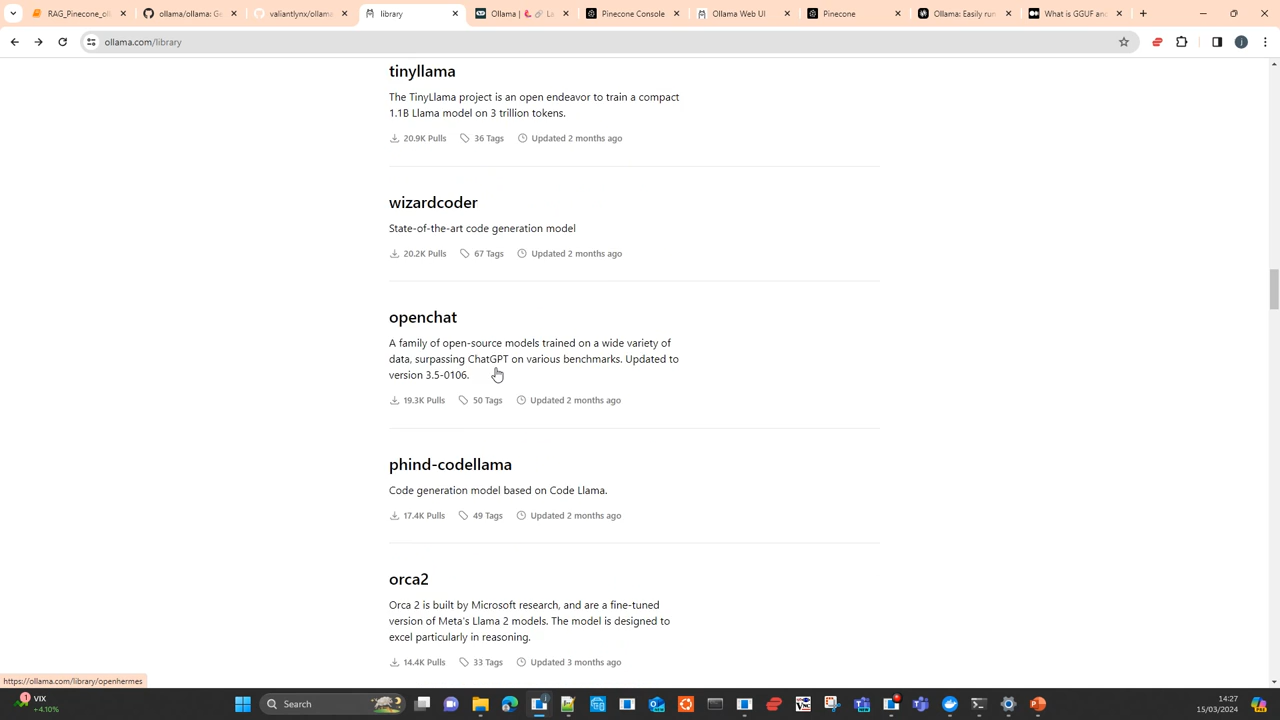 RAG_Pinecone_oll
ollama/ollama: Ge
valiantlynx/ollama
library
Ollama | 🦜️🔗 La
Pinecone Console
Ollama Web UI
Pinecone
Ollama: Easily run
What is GGUF and
ollama.com/library
tinyllama
The TinyLlama project is an open endeavor to train a compact
1.1B Llama model on 3 trillion tokens.
20.9K Pulls 36 Tags Updated 2 months ago
wizardcoder
State-of-the-art code generation model
20.2K Pulls 67 Tags Updated 2 months ago
openchat
A family of open-source models trained on a wide variety of
data, surpassing ChatGPT on various benchmarks. Updated to
version 3.5-0106.
19.3K Pulls 50 Tags Updated 2 months ago
phind-codellama
Code generation model based on Code Llama.
17.4K Pulls 49 Tags Updated 2 months ago
orca2
Orca 2 is built by Microsoft research, and are a fine-tuned
version of Meta's Llama 2 models. The model is designed to
excel particularly in reasoning.
14.4K Pulls 33 Tags Updated 3 months ago
https://ollama.com/library/openhermes
1
VIX
+4.10%
Search
14:27
15/03/2024